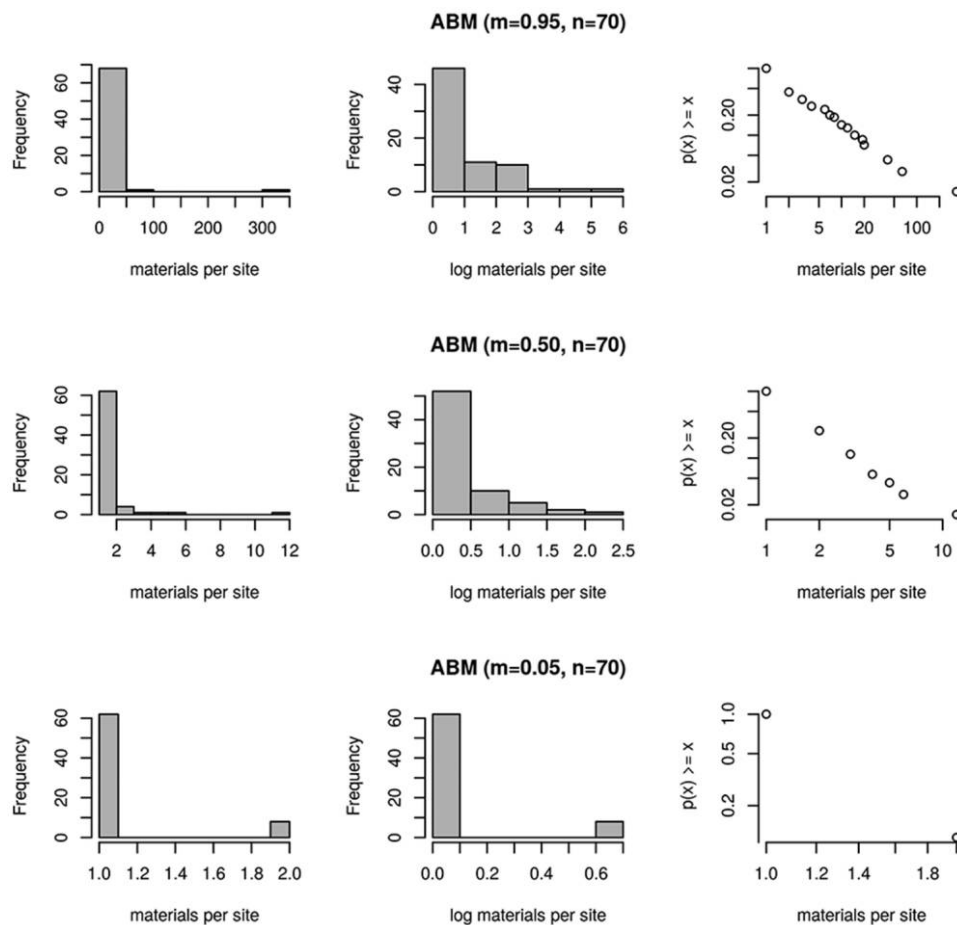 ABM (m=0.95, n=70)
Frequency
0 20 40 60
0 100 200 300
materials per site
Frequency
0 20 40
0 1 2 3 4 5 6
log materials per site
p(x) >= x
0.02 0.20
1 5 20 100
materials per site
ABM (m=0.50, n=70)
Frequency
0 20 40 60
2 4 6 8 10 12
materials per site
Frequency
0 20 40
0.0 0.5 1.0 1.5 2.0 2.5
log materials per site
p(x) >= x
0.02 0.20
1 2 5 10
materials per site
ABM (m=0.05, n=70)
Frequency
0 20 40 60
1.0 1.2 1.4 1.6 1.8 2.0
materials per site
Frequency
0 20 40 60
0.0 0.2 0.4 0.6
log materials per site
p(x) >= x
0.2 0.5 1.0
1.0 1.2 1.4 1.8
materials per site